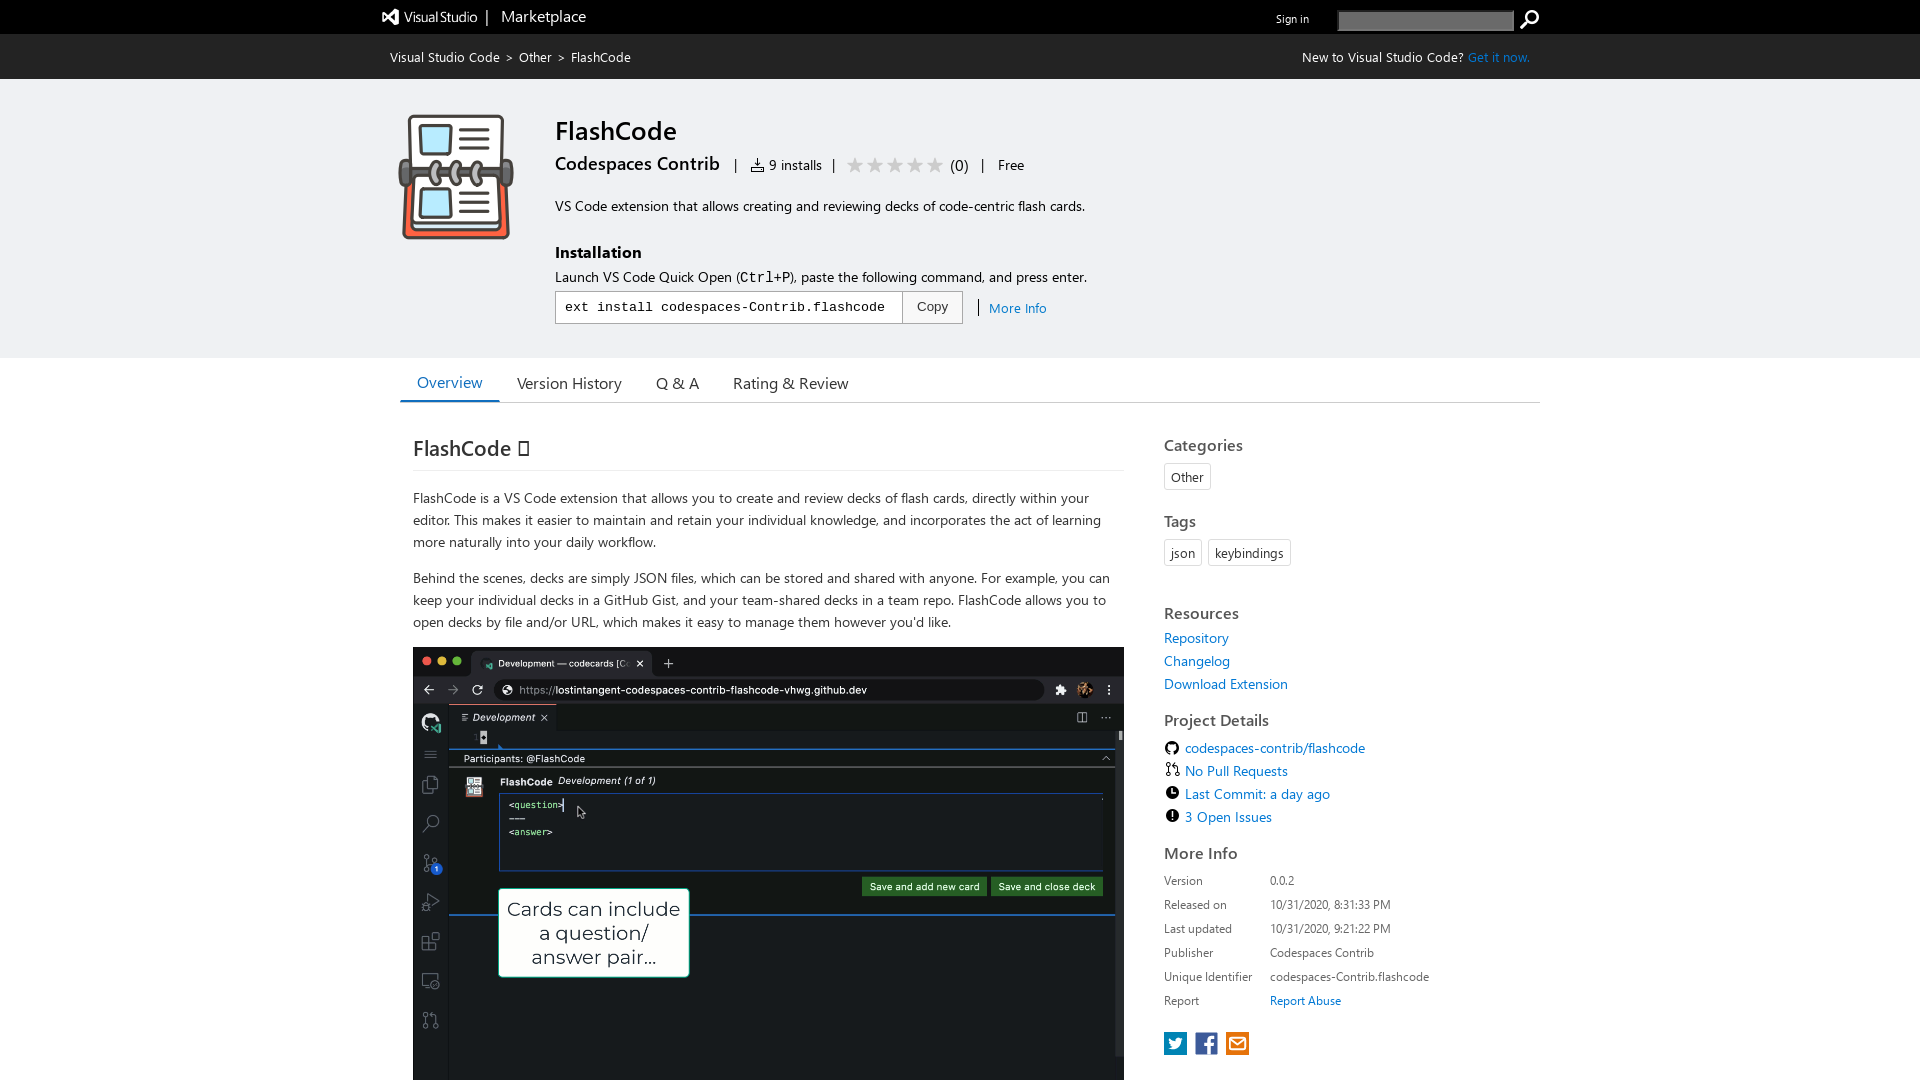 Visual Studio | Marketplace
Sign in
Visual Studio Code > Other > FlashCode
New to Visual Studio Code? Get it now.
FlashCode
Codespaces Contrib | 9 installs | (0) | Free
VS Code extension that allows creating and reviewing decks of code-centric flash cards.
Installation
Launch VS Code Quick Open (Ctrl+P), paste the following command, and press enter.
ext install codespaces-Contrib.flashcode
Copy
More Info
Overview
Version History
Q & A
Rating & Review
FlashCode
FlashCode is a VS Code extension that allows you to create and review decks of flash cards, directly within your
editor. This makes it easier to maintain and retain your individual knowledge, and incorporates the act of learning
more naturally into your daily workflow.
Behind the scenes, decks are simply JSON files, which can be stored and shared with anyone. For example, you can
keep your individual decks in a GitHub Gist, and your team-shared decks in a team repo. FlashCode allows you to
open decks by file and/or URL, which makes it easy to manage them however you'd like.
Development — codecards [Co
https://lostintangent-codespaces-contrib-flashcode-vhwg.github.dev
Development
1
Participants: @FlashCode
FlashCode Development (1 of 1)
<question>
---
<answer>
1
Save and add new card
Save and close deck
Cards can include
a question/
answer pair...
Categories
Other
Tags
json
keybindings
Resources
Repository
Changelog
Download Extension
Project Details
codespaces-contrib/flashcode
No Pull Requests
Last Commit: a day ago
3 Open Issues
More Info
Version 0.0.2
Released on 10/31/2020, 8:31:33 PM
Last updated 10/31/2020, 9:21:22 PM
Publisher Codespaces Contrib
Unique Identifier codespaces-Contrib.flashcode
Report Report Abuse